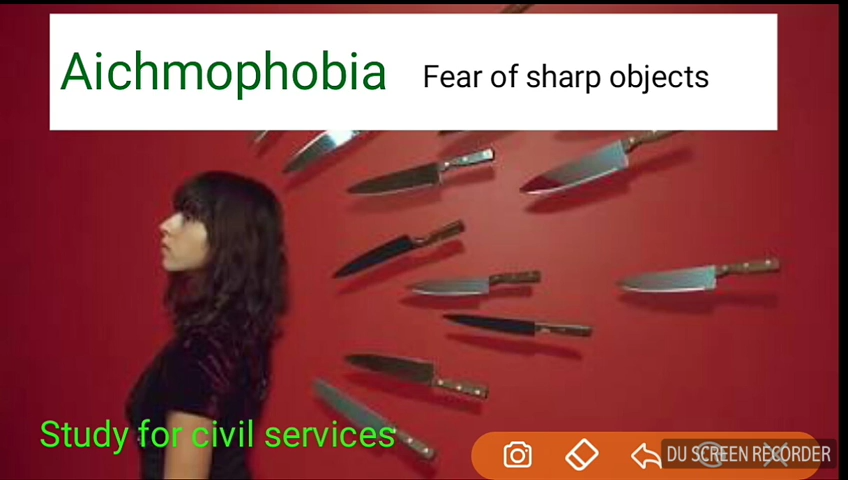 Aichmophobia Fear of sharp objects
Study for civil services
DU SCREEN RECORDER